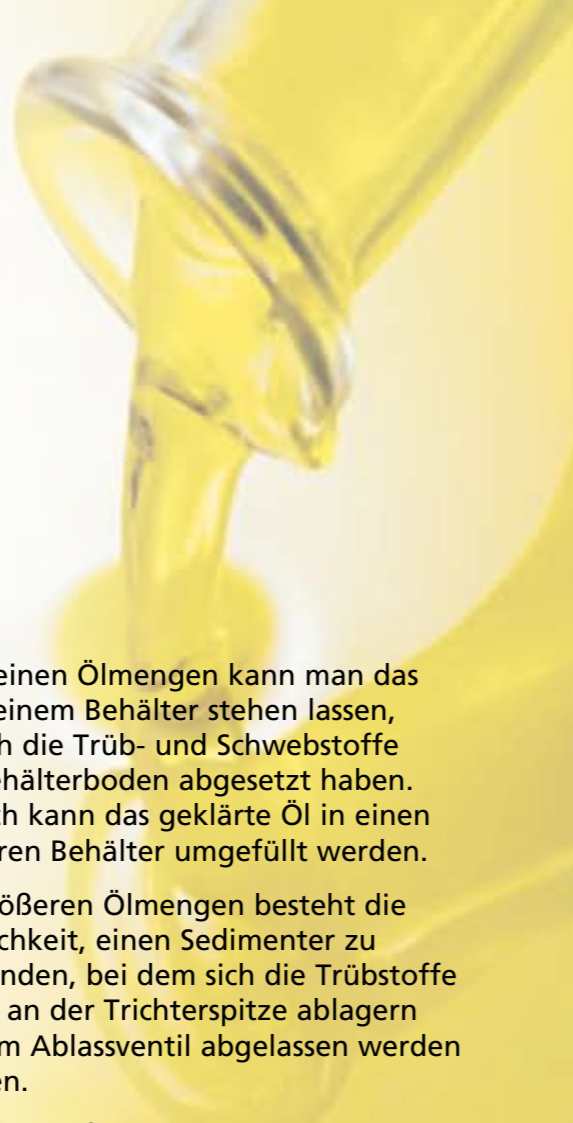 einen Ölmengen kann man das
einem Behälter stehen lassen,
h die Trüb- und Schwebstoffe
ehälterboden abgesetzt haben.
h kann das geklärte Öl in einen
ren Behälter umgefüllt werden.
ößeren Ölmengen besteht die
chkeit, einen Sedimenter zu
nden, bei dem sich die Trübstoffe
an der Trichterspitze ablagern
m Ablassventil abgelassen werden
en.